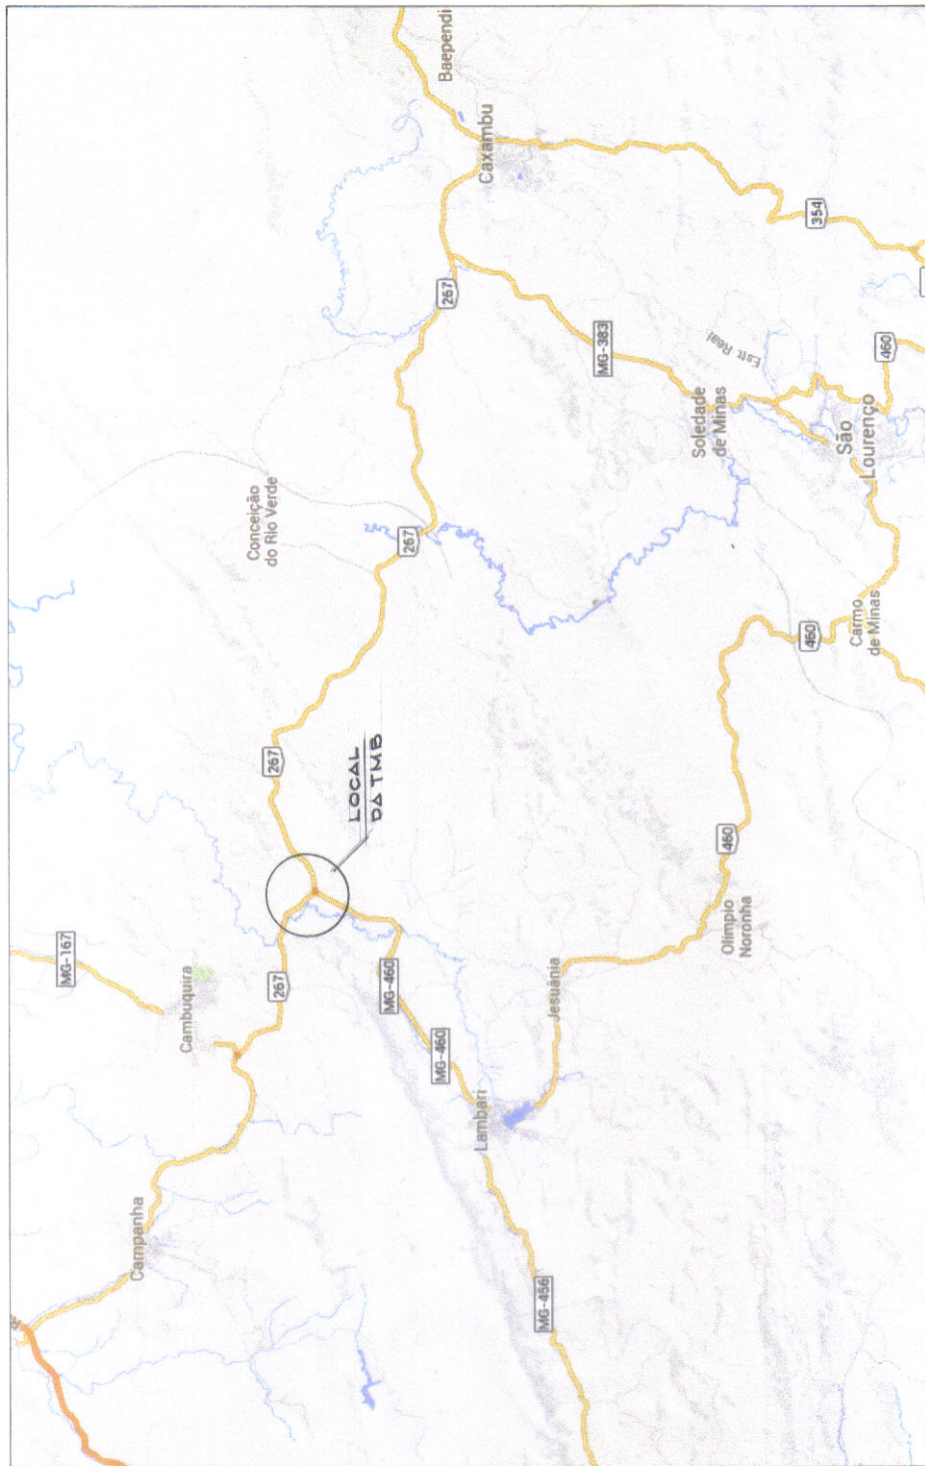 Campanha
Cambuquira
MG-167
267
LOCAL
DA TMB
267
Conceição
do Rio Verde
267
267
Baependi
Caxambu
MG-460
MG-460
Lambari
Jesuânia
MG-456
MG-383
Estr. Real
Soledade
de Minas
354
460
São
Lourenço
Olímpio
Noronha
460
460
Carmo
de Minas